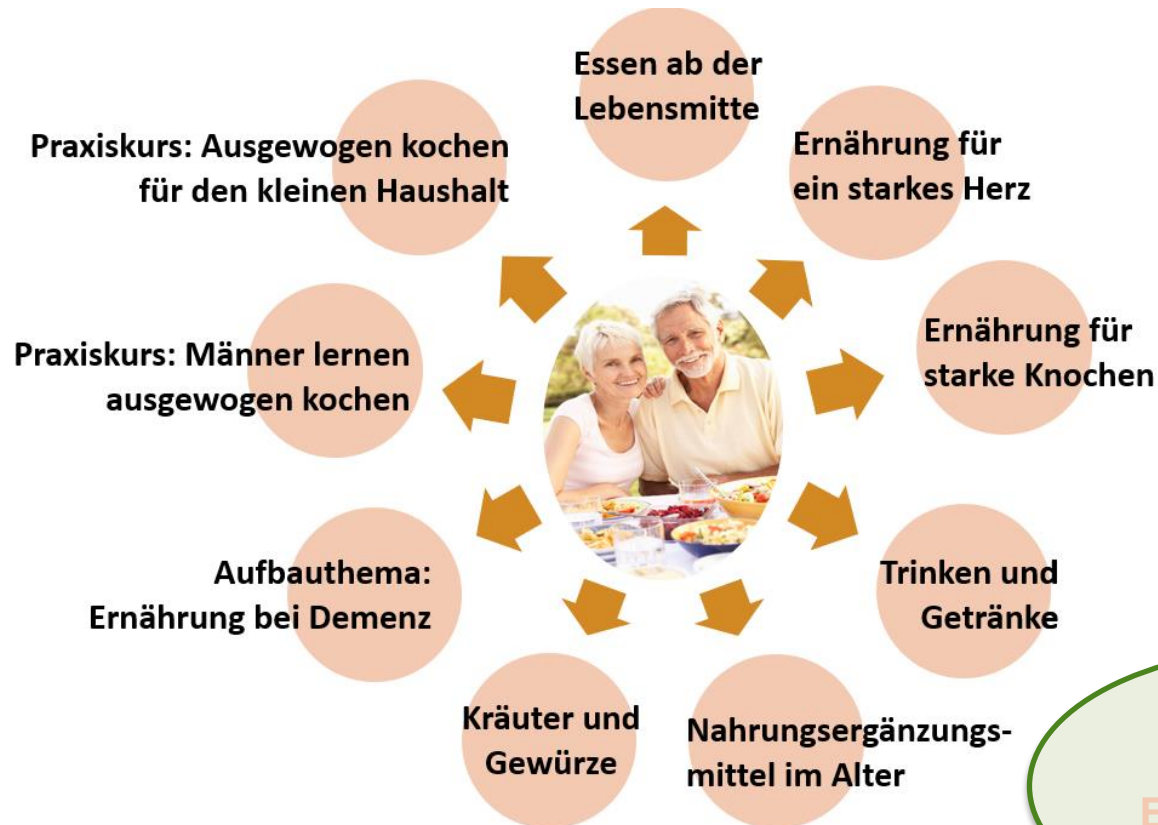 Essen ab der
Lebensmitte
Ernährung für
ein starkes Herz
Ernährung für
starke Knochen
Trinken und
Getränke
Nahrungsergänzungs-
mittel im Alter
Kräuter und
Gewürze
Aufbauthema:
Ernährung bei Demenz
Praxiskurs: Männer lernen
ausgewogen kochen
Praxiskurs: Ausgewogen kochen
für den kleinen Haushalt